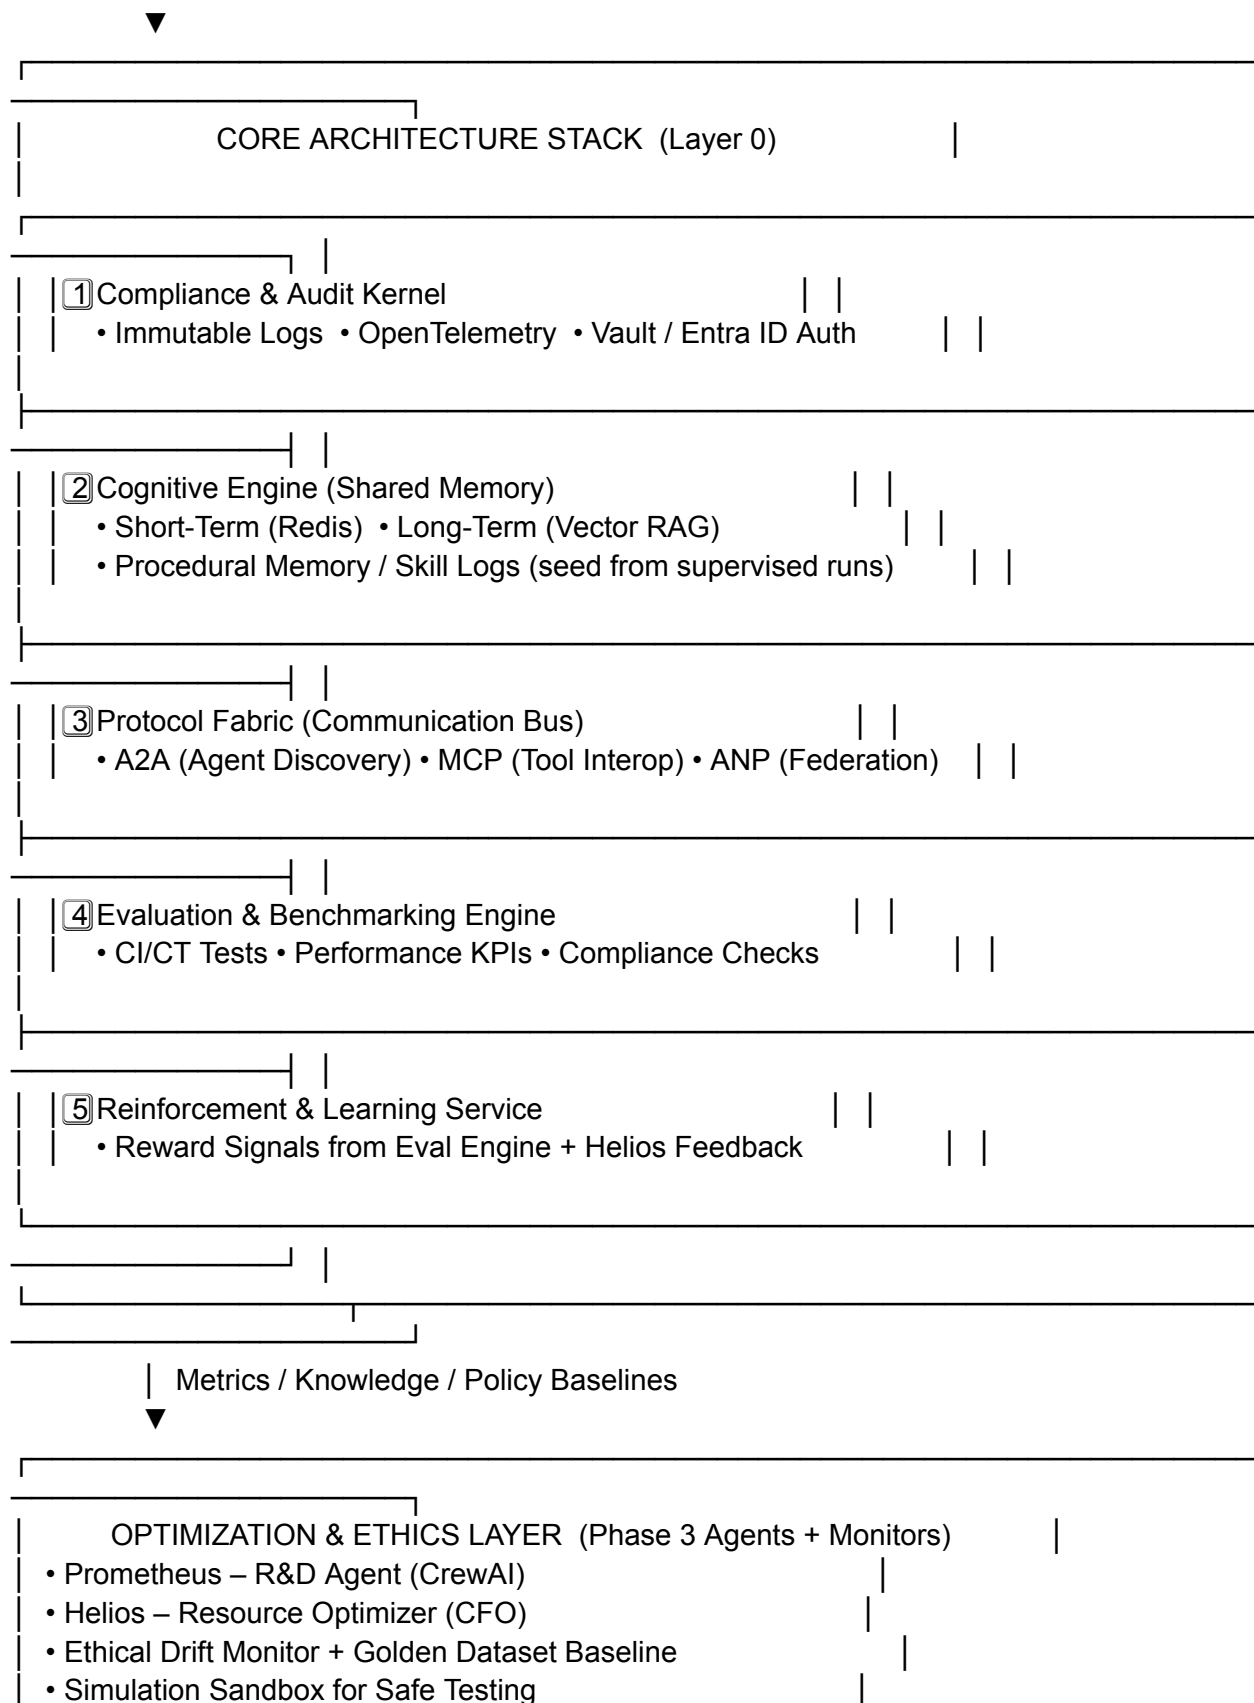 CORE ARCHITECTURE STACK (Layer 0)
1 Compliance & Audit Kernel
• Immutable Logs • OpenTelemetry • Vault / Entra ID Auth
2 Cognitive Engine (Shared Memory)
• Short-Term (Redis) • Long-Term (Vector RAG)
• Procedural Memory / Skill Logs (seed from supervised runs)
3 Protocol Fabric (Communication Bus)
• A2A (Agent Discovery) • MCP (Tool Interop) • ANP (Federation)
4 Evaluation & Benchmarking Engine
• CI/CT Tests • Performance KPIs • Compliance Checks
5 Reinforcement & Learning Service
• Reward Signals from Eval Engine + Helios Feedback
Metrics / Knowledge / Policy Baselines
OPTIMIZATION & ETHICS LAYER (Phase 3 Agents + Monitors)
• Prometheus – R&D Agent (CrewAI)
• Helios – Resource Optimizer (CFO)
• Ethical Drift Monitor + Golden Dataset Baseline
• Simulation Sandbox for Safe Testing